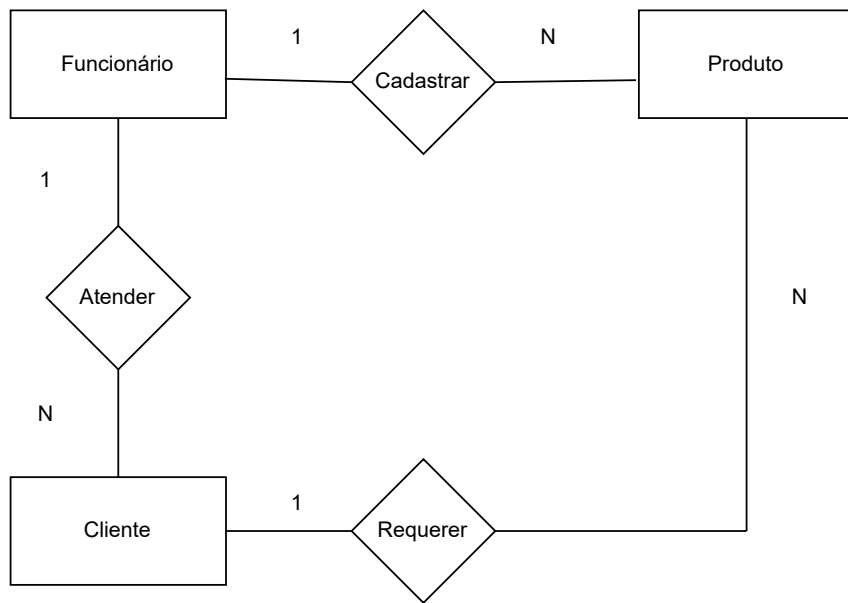 1
N
Funcionário
Cadastrar
Produto
1
Atender
N
N
Cliente
1
Requerer